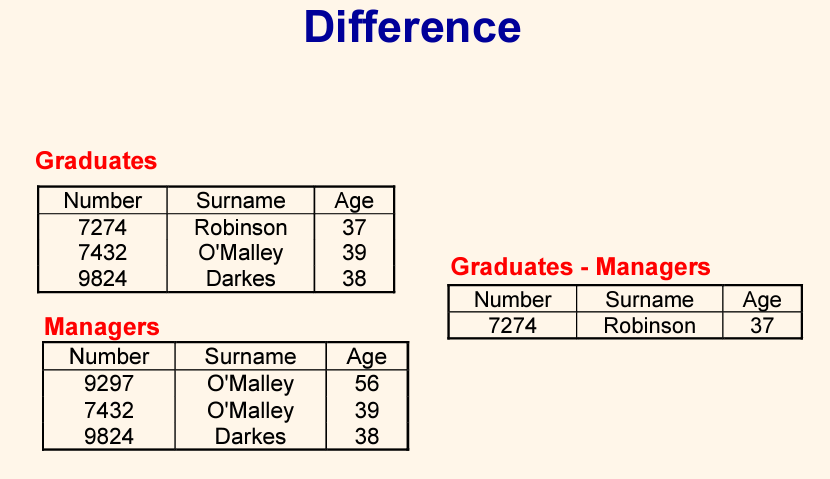 Difference
Graduates
Number Surname Age
7274 Robinson 37
7432 O'Malley 39
9824 Darkes 38
Managers
Number Surname Age
9297 O'Malley 56
7432 O'Malley 39
9824 Darkes 38
Graduates - Managers
Number Surname Age
7274 Robinson 37